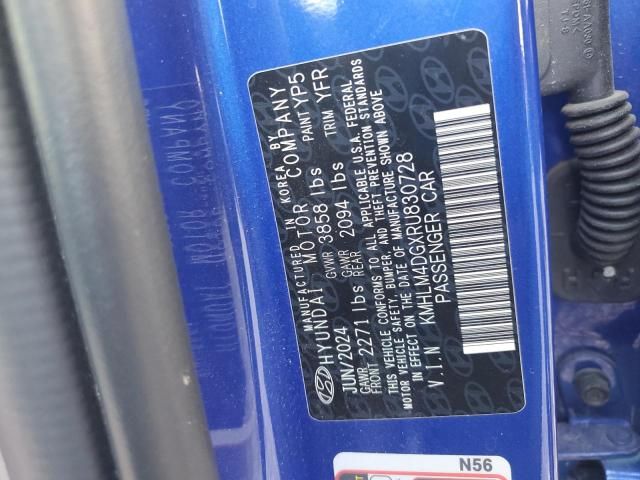 MANUFACTURED IN KOREA BY
HYUNDAI MOTOR COMPANY
JUN/2024 GVWR 3858 lbs PAINT YP5
GAWR FRONT 2271 lbs GAWR REAR 2094 lbs TRIM YFR
THIS VEHICLE CONFORMS TO ALL APPLICABLE U.S.A. FEDERAL
MOTOR VEHICLE SAFETY, BUMPER, AND THEFT PREVENTION STANDARDS
IN EFFECT ON THE DATE OF MANUFACTURE SHOWN ABOVE
V.I.N KMHLM4DGXRU830728
PASSENGER CAR
N56